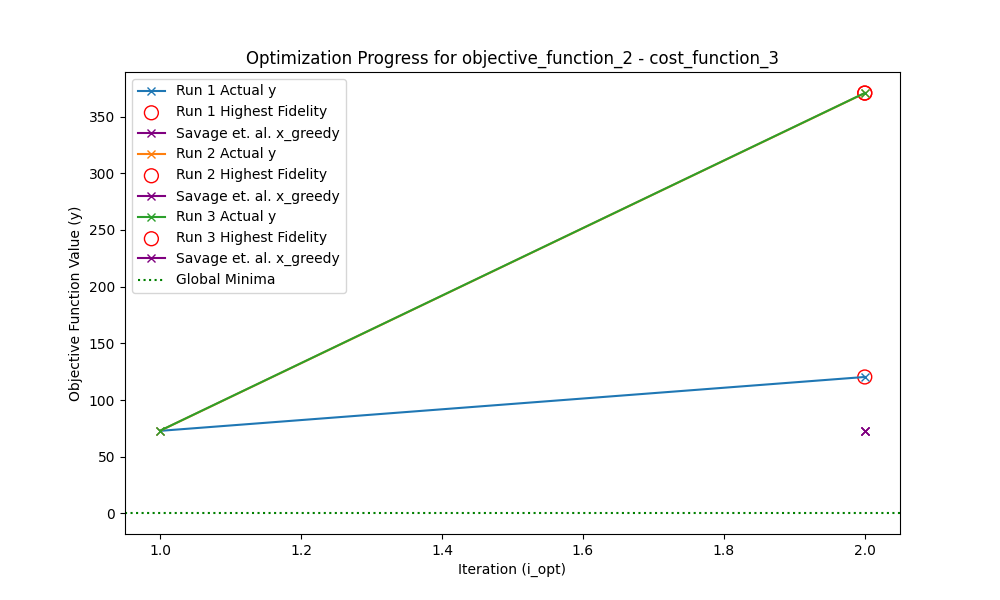 Optimization Progress for objective_function_2 - cost_function_3
Run 1 Actual y
Run 1 Highest Fidelity
Savage et. al. x_greedy
Run 2 Actual y
Run 2 Highest Fidelity
Savage et. al. x_greedy
Run 3 Actual y
Run 3 Highest Fidelity
Savage et. al. x_greedy
Global Minima
Objective Function Value (y)
350
300
250
200
150
100
50
0
1.0 1.2 1.4 1.6 1.8 2.0
Iteration (i_opt)